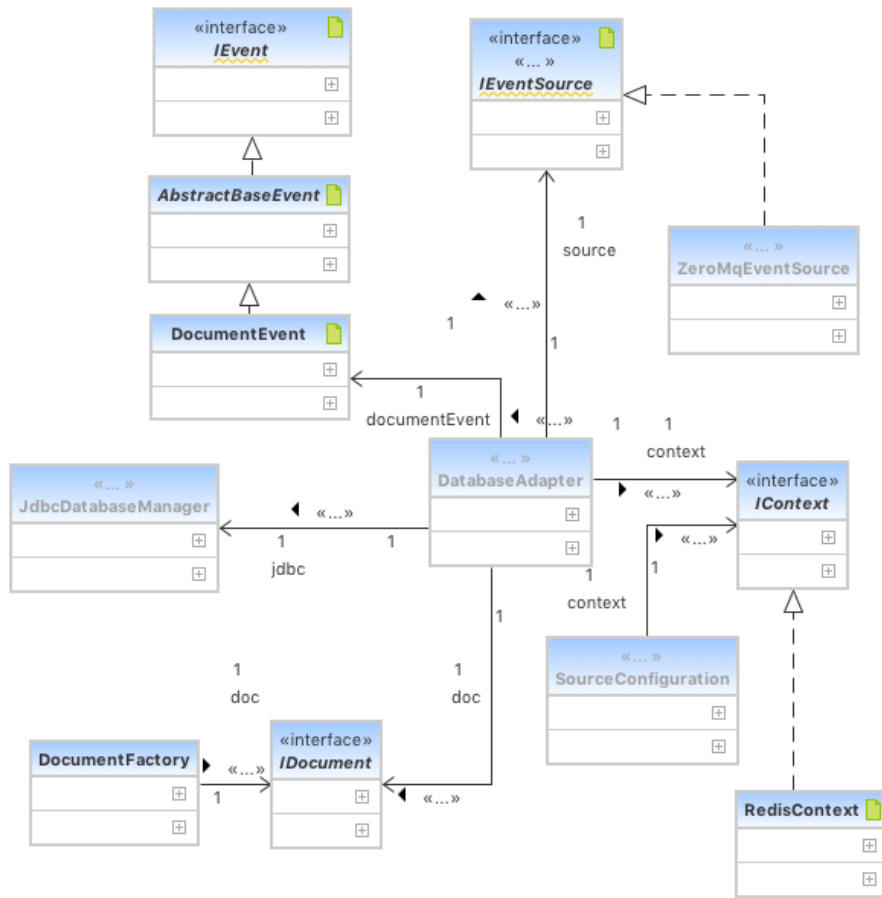 «interface»
IEvent
«interface»
«... »
IEventSource
AbstractBaseEvent
1
source
«... »
ZeroMqEventSource
«...»
1
1
DocumentEvent
1
documentEvent
«...»
1
1
context
«... »
DatabaseAdapter
«... »
JdbcDatabaseManager
«interface»
IContext
«...»
«...»
1
1
jdbc
«...»
1
context
1
1
«... »
SourceConfiguration
1
doc
1
doc
«interface»
IDocument
DocumentFactory
«...»
1
«...»
RedisContext